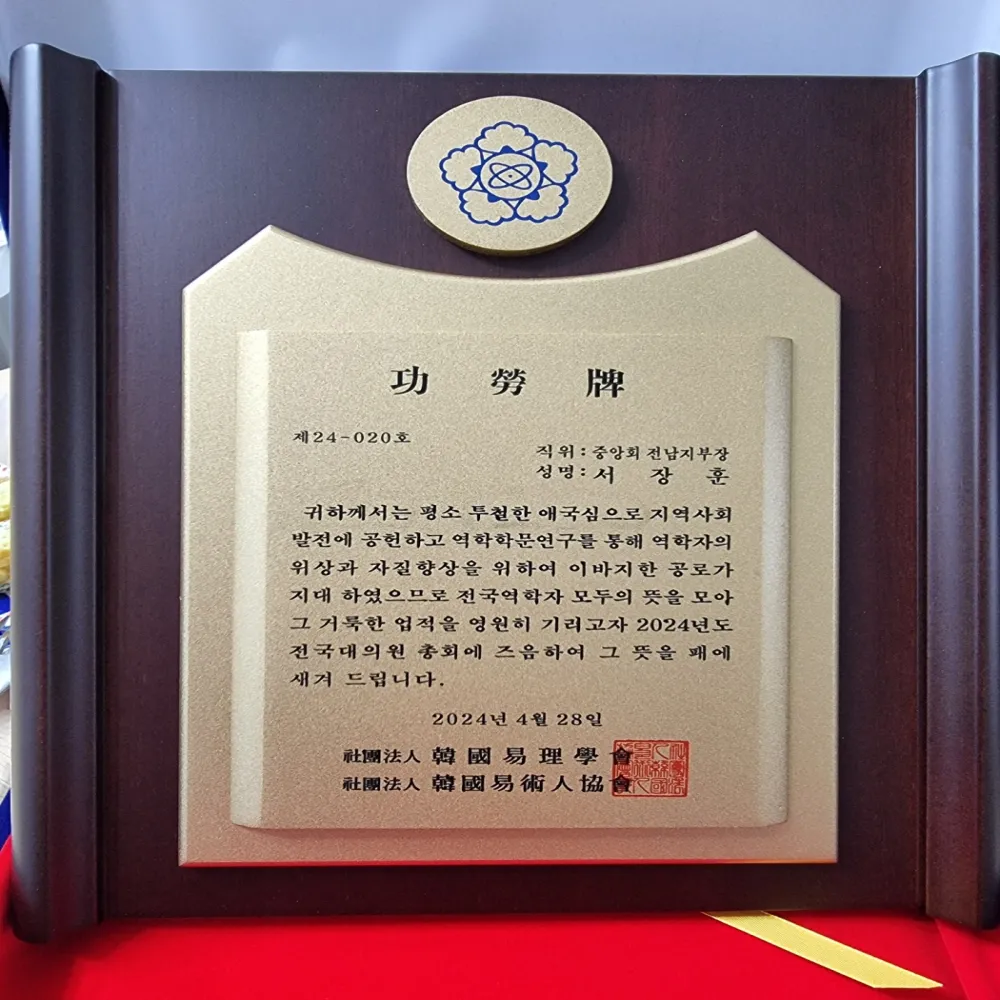 功 勞 牌
제24-020호
직위:중앙회 전남지부장
성명:서 장 훈
귀하께서는 평소 투철한 애국심으로 지역사회
발전에 공헌하고 역학학문연구를 통해 역학자의
위상과 자질향상을 위하여 이바지한 공로가
지대 하였으므로 전국역학자 모두의 뜻을 모아
그 거룩한 업적을 영원히 기려고자 2024년도
전국대의원 총회에 즈음하여 그 뜻을 패에
새겨 드립니다.
2024년 4월 28일
社團法人 韓國易理學會
社團法人 韓國易術人協會